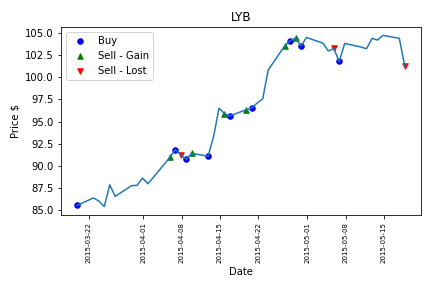 LYB
Buy
Sell - Gain
Sell - Lost
Price $
105.0
102.5
100.0
97.5
95.0
92.5
90.0
87.5
85.0
2015-03-22
2015-04-01
2015-04-08
2015-04-15
2015-04-22
2015-05-01
2015-05-08
2015-05-15
Date